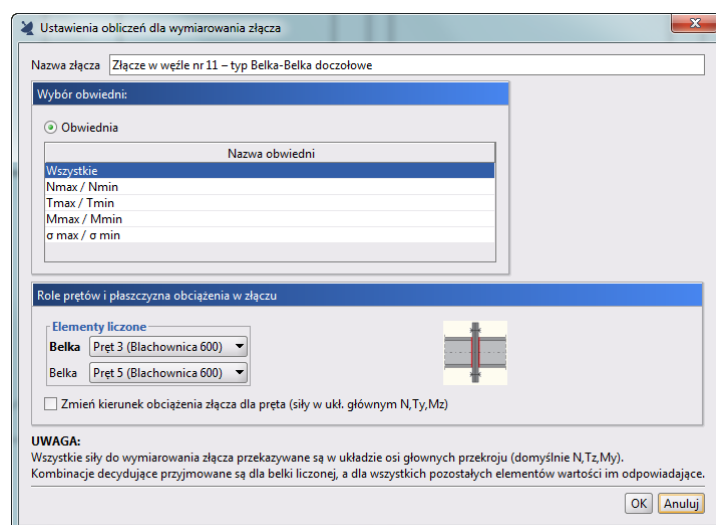 Ustawienia obliczeń dla wymiarowania złącza
Nazwa złącza Złącze w węźle nr 11 – typ Belka-Belka doczołowe
Wybór obwiedni:
Obwiednia
Nazwa obwiedni
Wszystkie
Nmax / Nmin
Tmax / Tmin
Mmax / Mmin
σ max / σ min
Role prętów i płaszczyzna obciążenia w złączu
Elementy liczone
Belka Pręt 3 (Blachownica 600)
Belka Pręt 5 (Blachownica 600)
Zmień kierunek obciążenia złącza dla pręta (siły w ukł. głównym N,Ty,Mz)
UWAGA:
Wszystkie siły do wymiarowania złącza przekazywane są w układzie osi głownych przekroju (domyślnie N,Tz,My).
Kombinacje decydujące przyjmowane są dla belki liczonej, a dla wszystkich pozostałych elementów wartości im odpowiadające.
OK Anuluj